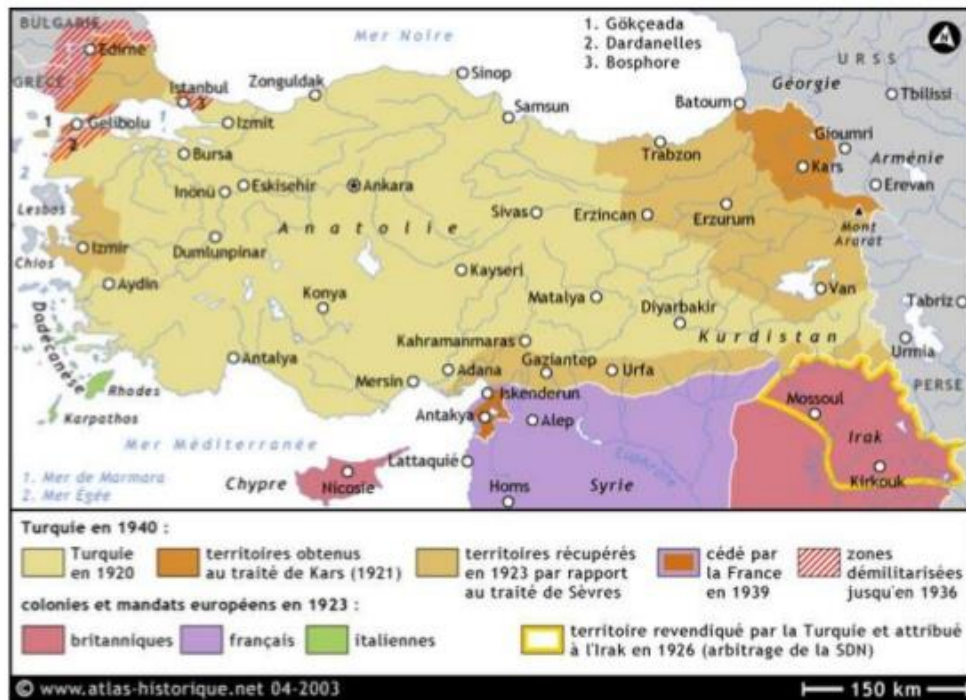 BULGARIE
Mer Noire
1. Gökçeada
2. Dardanelles
3. Bosphore
N
URSS
Edirne
GRÈCE
Istanbul
3
Zonguldak
Sinop
Géorgie
Tbilissi
Batoum
Samsun
1
Gelibolu
1
Izmit
Gioumri
2
Bursa
Trabzon
Kars
Arménie
2
Inönü
Eskisehir
Ankara
Erevan
Lesbos
Sivas
Erzincan
Erzurum
Mont
Ararat
Anatolie
Izmir
Dumlunpinar
Chios
Kayseri
Aydin
Van
Konya
Matalya
Diyarbakir
Tabriz
Dodécanèse
Kahramanmaras
Kurdistan
Urmia
Antalya
Gaziantep
Adana
Urfa
Mersin
PERSE
Rhodes
Iskenderun
Mossoul
Karpathos
Antakya
Alep
Irak
Mer Méditerranée
Euphrate
Lattaquié
1. Mer de Marmara
Chypre
Kirkouk
2. Mer Égée
Nicosie
Homs
Syrie
Turquie en 1940 :
Turquie
en 1920
territoires obtenus
au traité de Kars (1921)
territoires récupérés
en 1923 par rapport
au traité de Sèvres
cédé par
la France
en 1939
zones
démilitarisées
jusqu'en 1936
colonies et mandats européens en 1923 :
britanniques
français
italiennes
territoire revendiqué par la Turquie et attribué
à l'Irak en 1926 (arbitrage de la SDN)
© www.atlas-historique.net 04-2003
150 km